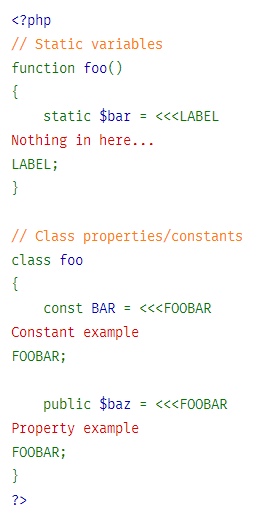 <?php
// Static variables
function foo()
{
    static $bar = <<<LABEL
Nothing in here...
LABEL;
}

// Class properties/constants
class foo
{
    const BAR = <<<FOOBAR
Constant example
FOOBAR;

    public $baz = <<<FOOBAR
Property example
FOOBAR;
}
?>